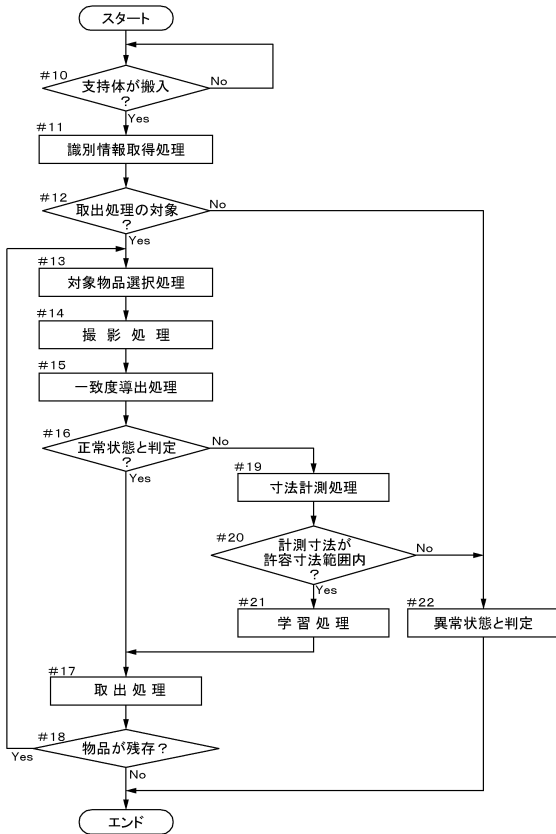 スタート
#10
支持体が搬入
?
No
Yes
#11
識別情報取得処理
#12
取出処理の対象
?
No
Yes
#13
対象物品選択処理
#14
撮影処理
#15
一致度導出処理
#16
正常状態と判定
?
No
Yes
#19
寸法計測処理
#20
計測寸法が
許容寸法範囲内
?
No
Yes
#21
学習処理
#22
異常状態と判定
#17
取出処理
#18
物品が残存?
Yes
No
エンド